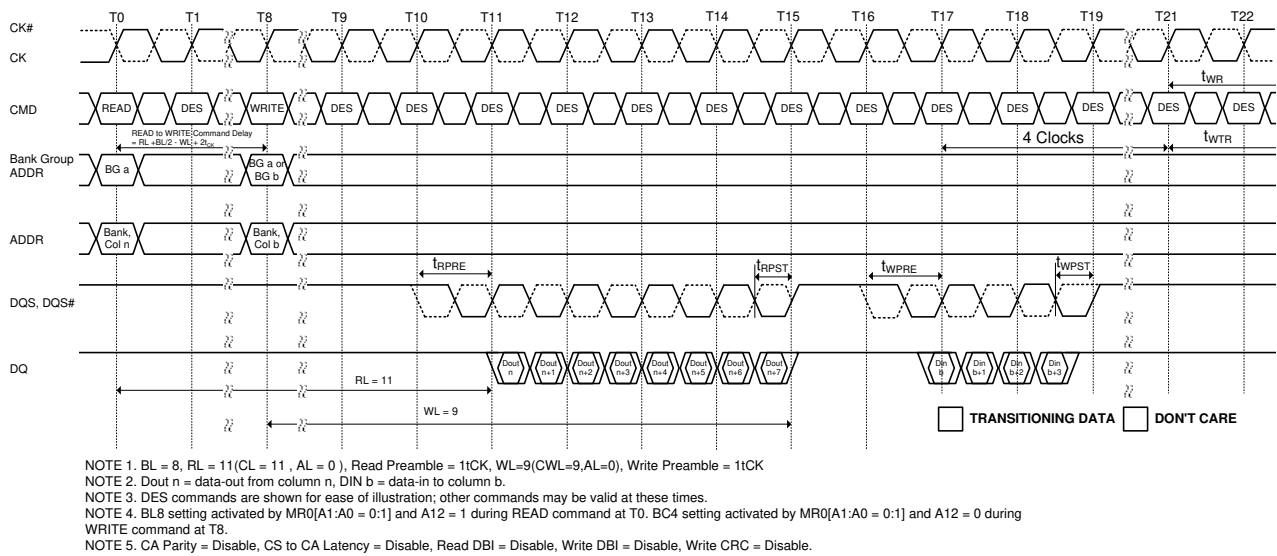 T0 T1 T8 T9 T10 T11 T12 T13 T14 T15 T16 T17 T18 T19 T21 T22
CK#
CK
tWR
CMD READ DES WRITE DES DES DES DES DES DES DES DES DES DES DES DES DES
READ to WRITE Command Delay
= RL +BL/2 - WL + 2tCK
4 Clocks
tWTR
Bank Group
ADDR
BG a
BG a or
BG b
ADDR
Bank,
Col n
Bank,
Col b
tRPRE
tRPST
tWPRE
tWPST
DQS, DQS#
DQ
Dout
n
Dout
n+1
Dout
n+2
Dout
n+3
Dout
n+4
Dout
n+5
Dout
n+6
Dout
n+7
Din
b
Din
b+1
Din
b+2
Din
b+3
RL = 11
WL = 9
TRANSITIONING DATA
DON'T CARE
NOTE 1. BL = 8, RL = 11(CL = 11 , AL = 0 ), Read Preamble = 1tCK, WL=9(CWL=9,AL=0), Write Preamble = 1tCK
NOTE 2. Dout n = data-out from column n, DIN b = data-in to column b.
NOTE 3. DES commands are shown for ease of illustration; other commands may be valid at these times.
NOTE 4. BL8 setting activated by MR0[A1:A0 = 0:1] and A12 = 1 during READ command at T0. BC4 setting activated by MR0[A1:A0 = 0:1] and A12 = 0 during
WRITE command at T8.
NOTE 5. CA Parity = Disable, CS to CA Latency = Disable, Read DBI = Disable, Write DBI = Disable, Write CRC = Disable.